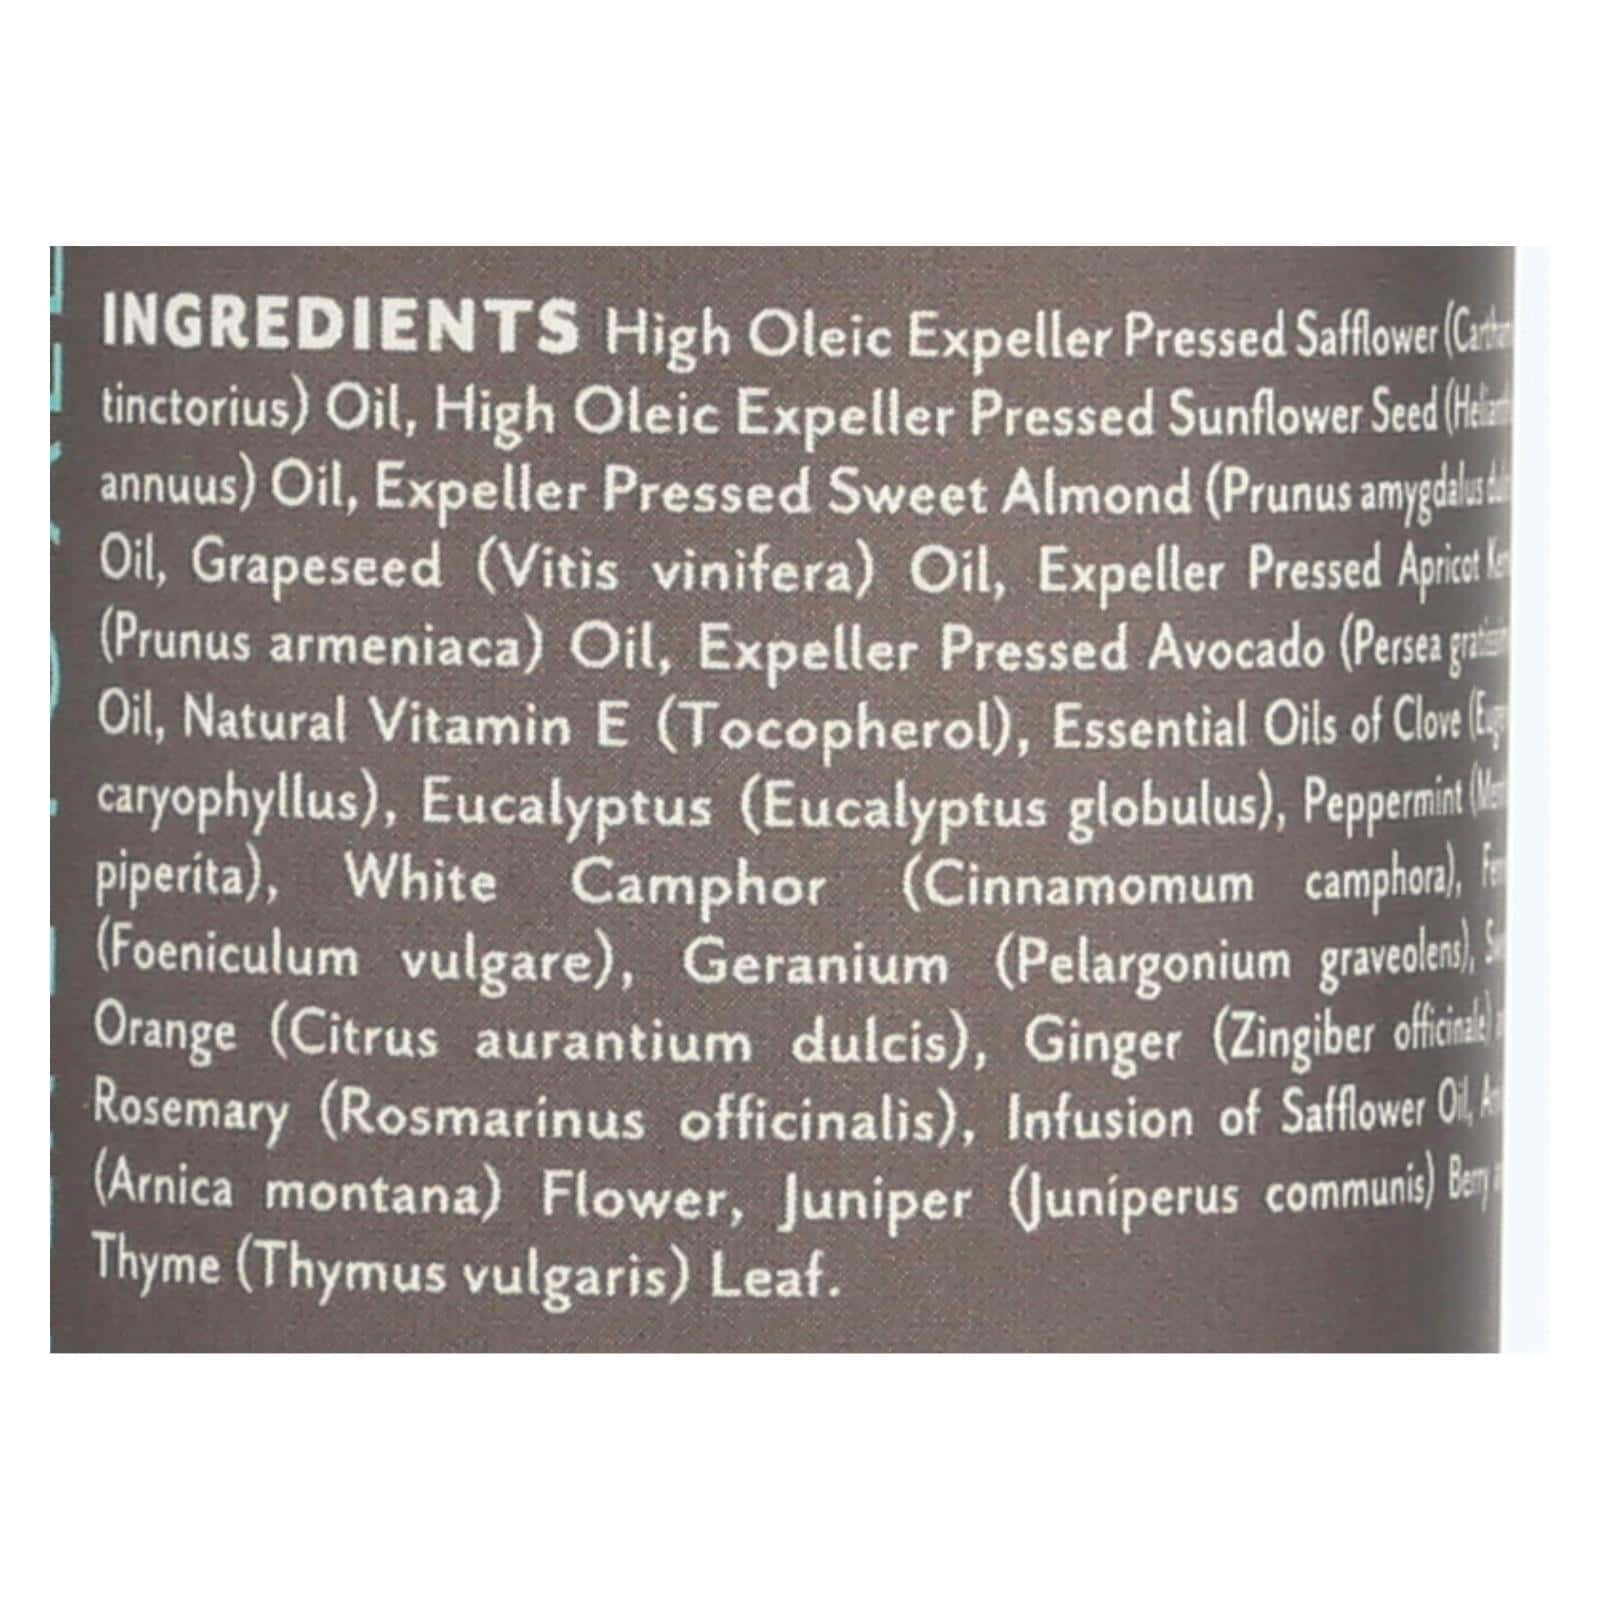 INGREDIENTS High Oleic Expeller Pressed Safflower
tinctorius) Oil, High Oleic Expeller Pressed Sunflower Seed
annuus) Oil, Expeller Pressed Sweet Almond (Prunus amygdalus
Oil, Grapeseed (Vitis vinifera) Oil, Expeller Pressed Apricot
(Prunus armeniaca) Oil, Expeller Pressed Avocado (Persea
Oil, Natural Vitamin E (Tocopherol), Essential Oils of Clove
caryophyllus), Eucalyptus (Eucalyptus globulus), Peppermint
piperita), White Camphor (Cinnamomum camphora),
(Foeniculum vulgare), Geranium (Pelargonium graveolens),
Orange (Citrus aurantium dulcis), Ginger (Zingiber officinale)
Rosemary (Rosmarinus officinalis), Infusion of Safflower Oil,
(Arnica montana) Flower, Juniper (Juniperus communis) Berry
Thyme (Thymus vulgaris) Leaf.